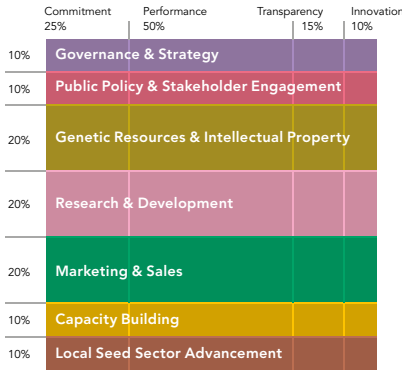 Commitment Performance Transparency Innovation
25% 50% 15% 10%
10% Governance & Strategy
10% Public Policy & Stakeholder Engagement
20% Genetic Resources & Intellectual Property
20% Research & Development
20% Marketing & Sales
10% Capacity Building
10% Local Seed Sector Advancement